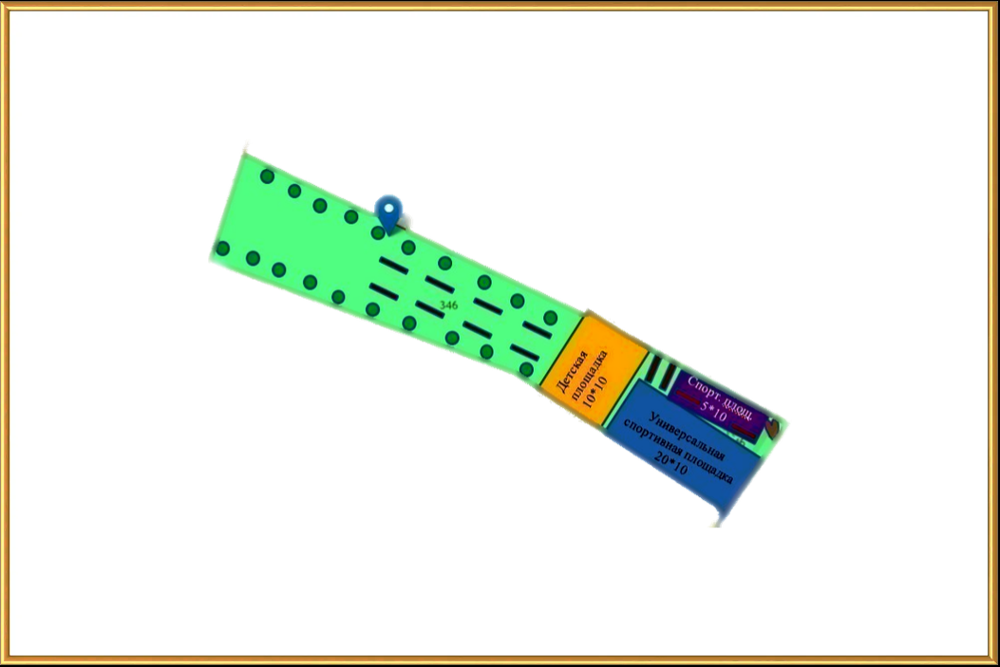 346
Детская
площадка
10*10
Спорт. площ.
5*10
Универсальная
спортивная площадка
20*10